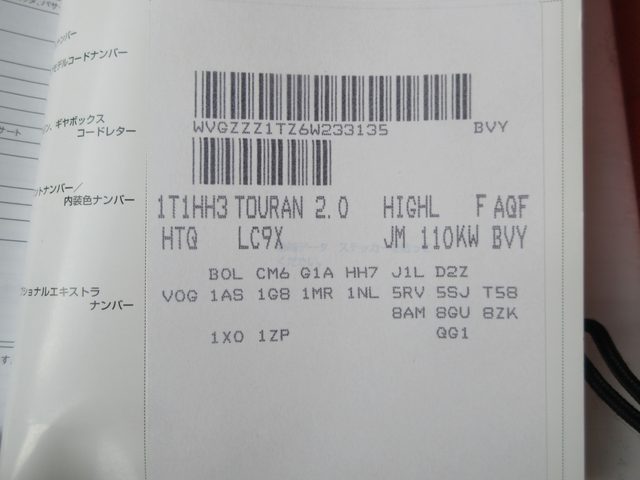 ンバー
モデルコードナンバー
ン、ギヤボックス
コードレター
WVGZZZ1TZ6W233135 BVY
ントナンバー／
内装色ナンバー
1T1HH3 TOURAN 2.0 HIGHL F AQF
HTQ LC9X JM 110KW BVY
ショナルエキストラ
ナンバー
BOL CM6 G1A HH7 J1L D2Z
VOG 1AS 1G8 1MR 1NL 5RV 5SJ T58
8AM 8GU 8ZK
1X0 1ZP QG1